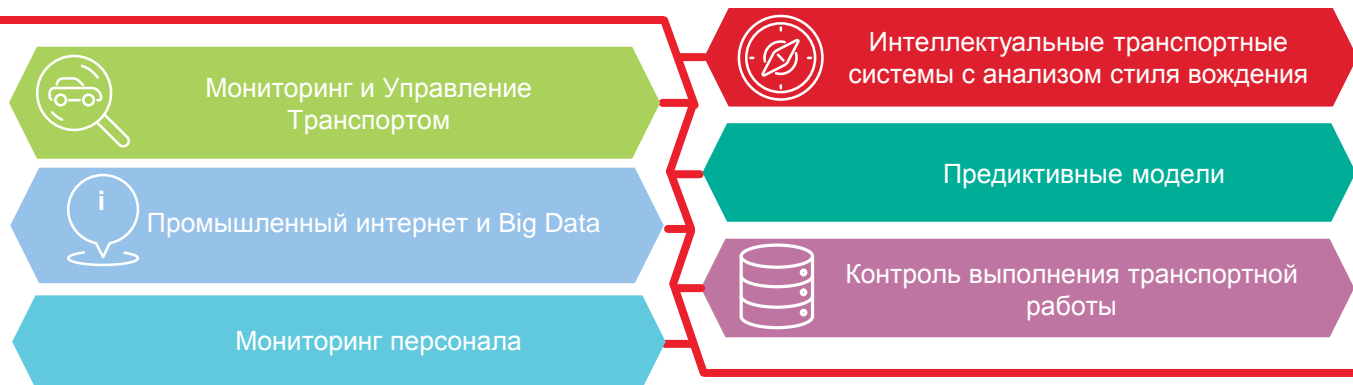 Мониторинг и Управление
Транспортом
Промышленный интернет и Big Data
i
Мониторинг персонала
Интеллектуальные транспортные
системы с анализом стиля вождения
Предиктивные модели
Контроль выполнения транспортной
работы